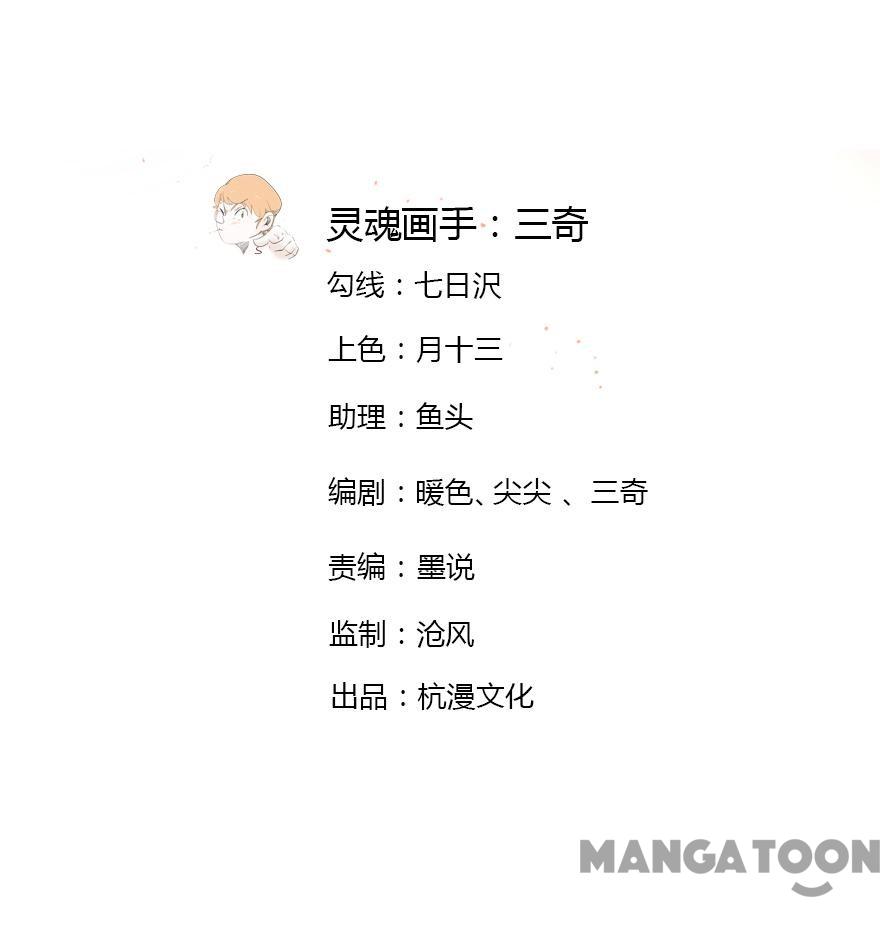 灵魂画手：三奇
勾线：七日沢
上色：月十三
助理：鱼头
编剧：暖色、尖尖 、三奇
责编：墨说
监制：沧风
出品：杭漫文化
MANGATOON